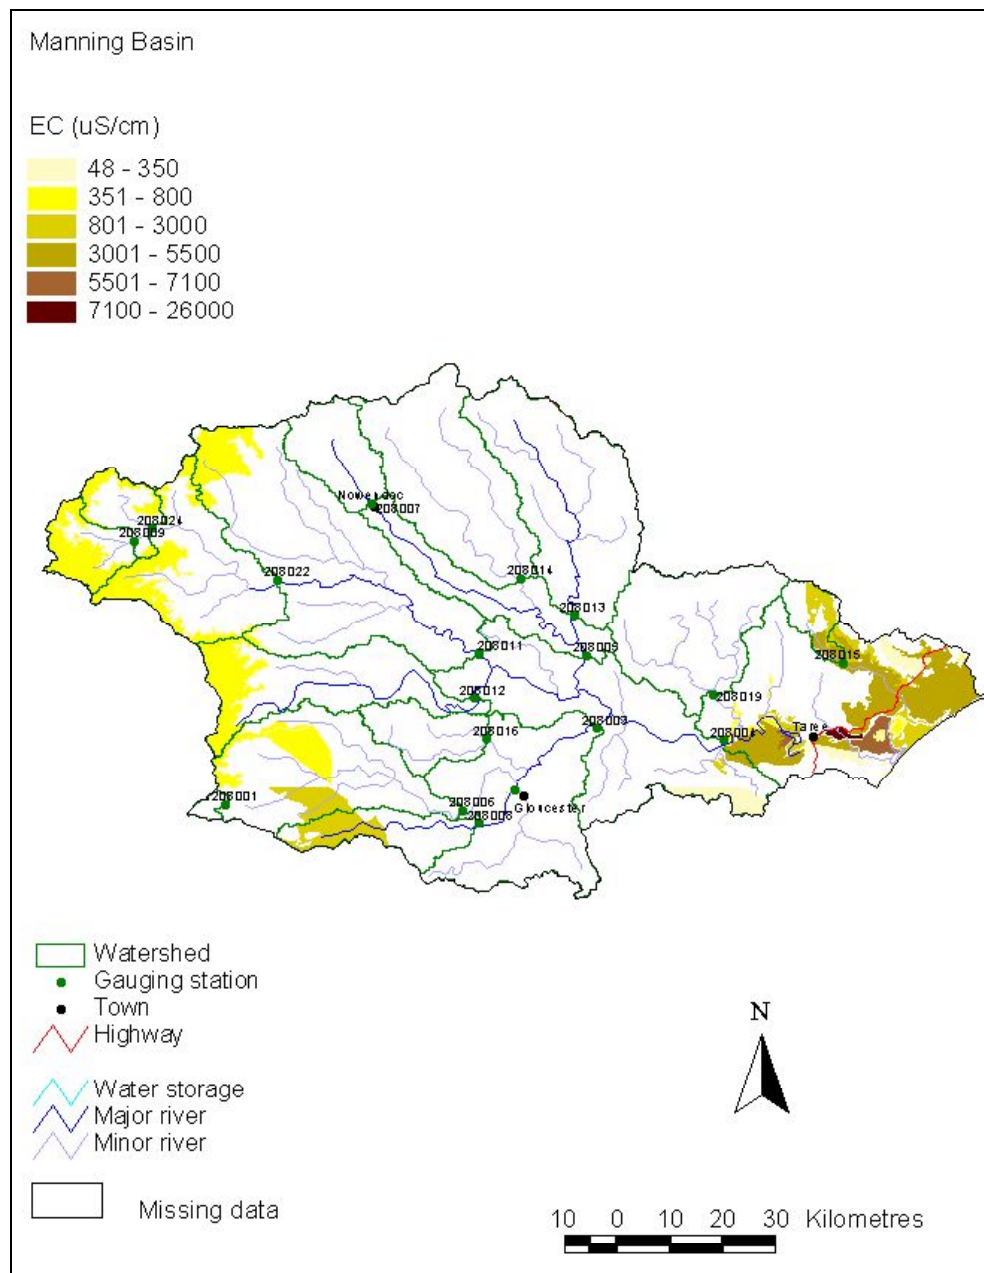 Manning Basin
EC (uS/cm)
48 - 350
351 - 800
801 - 3000
3001 - 5500
5501 - 7100
7100 - 26000
Nowendoc
208007
208024
208009
208022
208014
208013
208011
208005
208015
208012
208019
208003
Taree
208016
208004
208001
208006
Gloucester
208008
Watershed
Gauging station
Town
Highway
N
Water storage
Major river
Minor river
Missing data
10 0 10 20 30 Kilometres